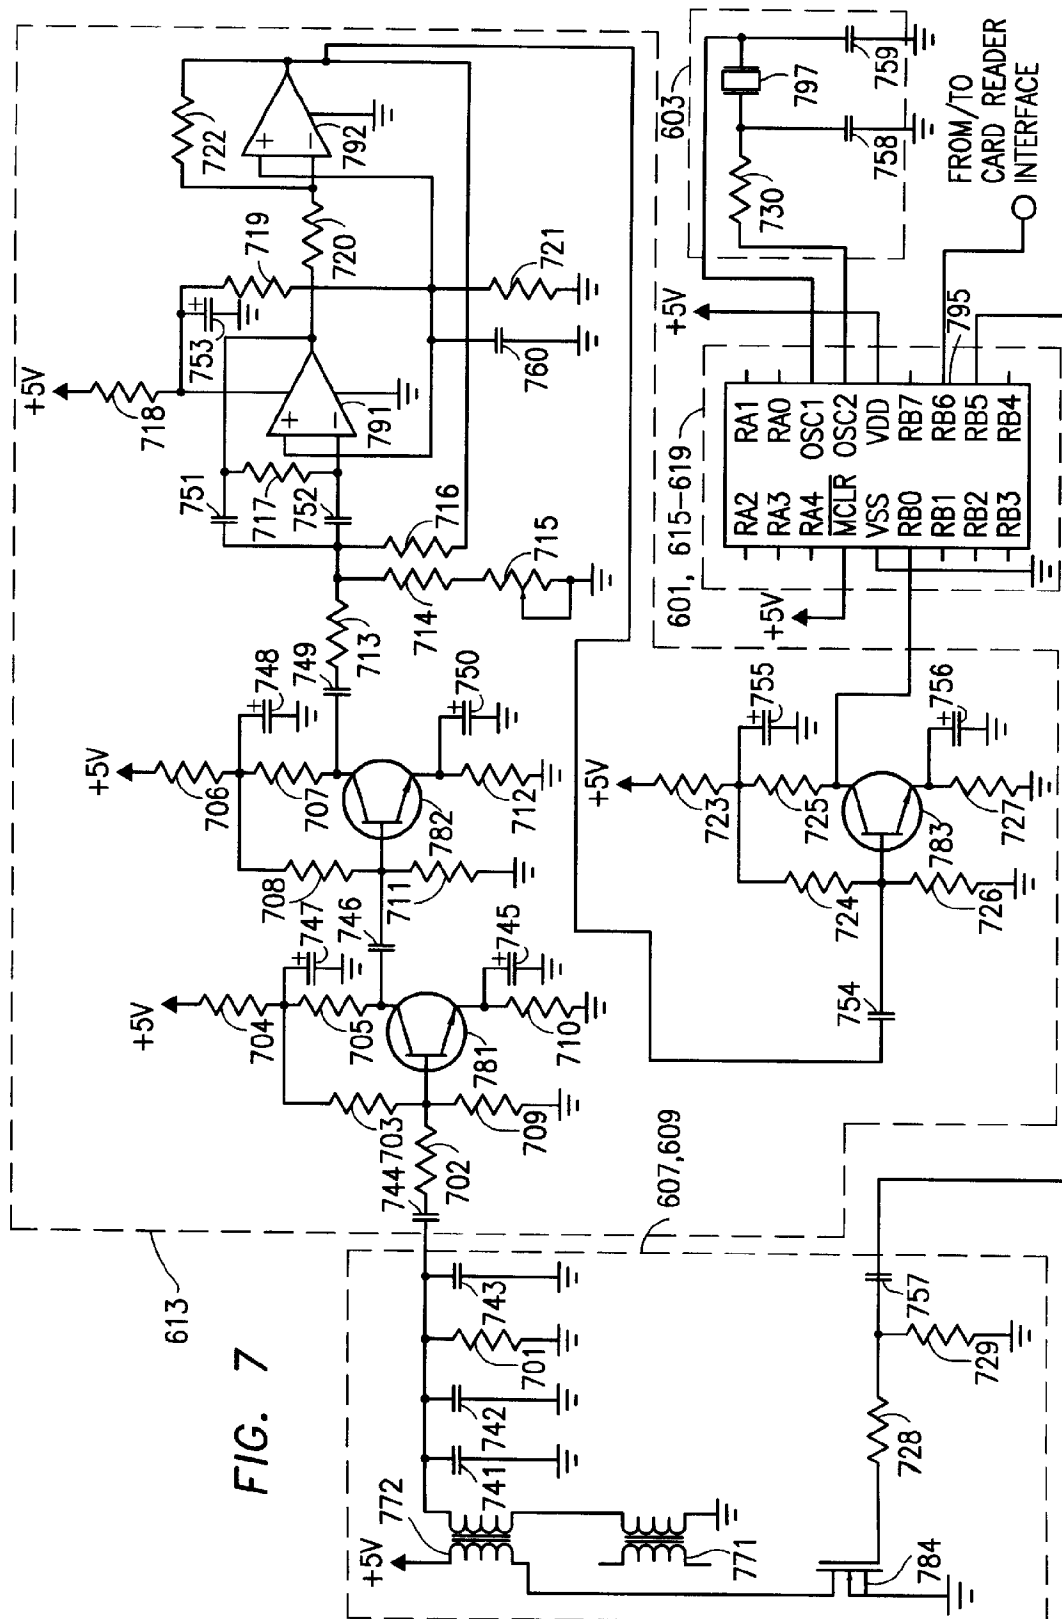 FIG. 7
613
+5V
718
753
719
722
792
751
717
752
791
720
760
721
716
714
715
713
749
+5V
706
748
707
708
782
750
712
711
746
+5V
704
747
705
703
781
745
710
709
702
744
607,609
743
701
742
741
772
+5V
771
784
728
729
757
754
+5V
723
755
725
724
783
756
727
726
601, 615-619
+5V
+5V
RA2
RA3
RA4
MCLR
VSS
RB0
RB1
RB2
RB3
RA1
RA0
OSC1
OSC2
VDD
RB7
RB6
RB5
RB4
795
603
797
759
758
730
FROM/TO
CARD READER
INTERFACE
+
−
+
−
+
+
+
+
+
+
+